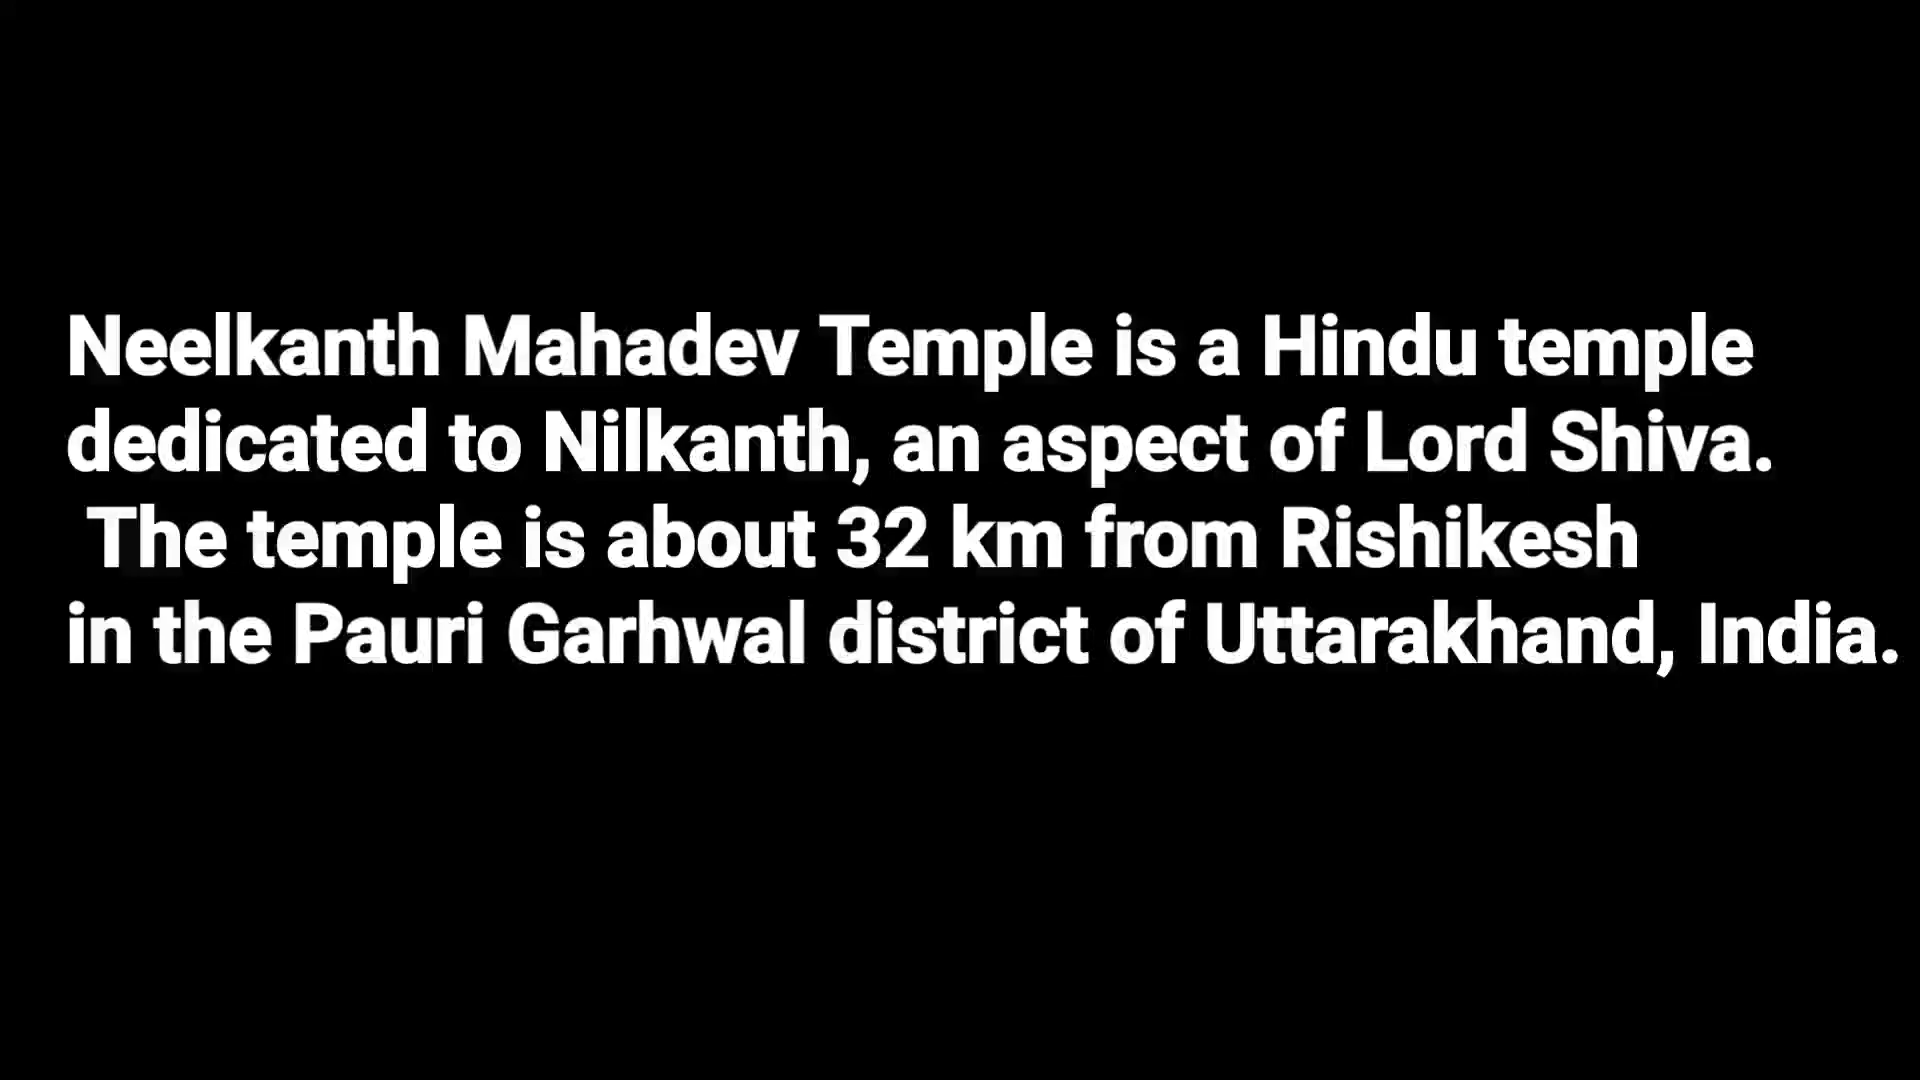 Neelkanth Mahadev Temple is a Hindu temple
dedicated to Nilkanth, an aspect of Lord Shiva.
The temple is about 32 km from Rishikesh
in the Pauri Garhwal district of Uttarakhand, India.